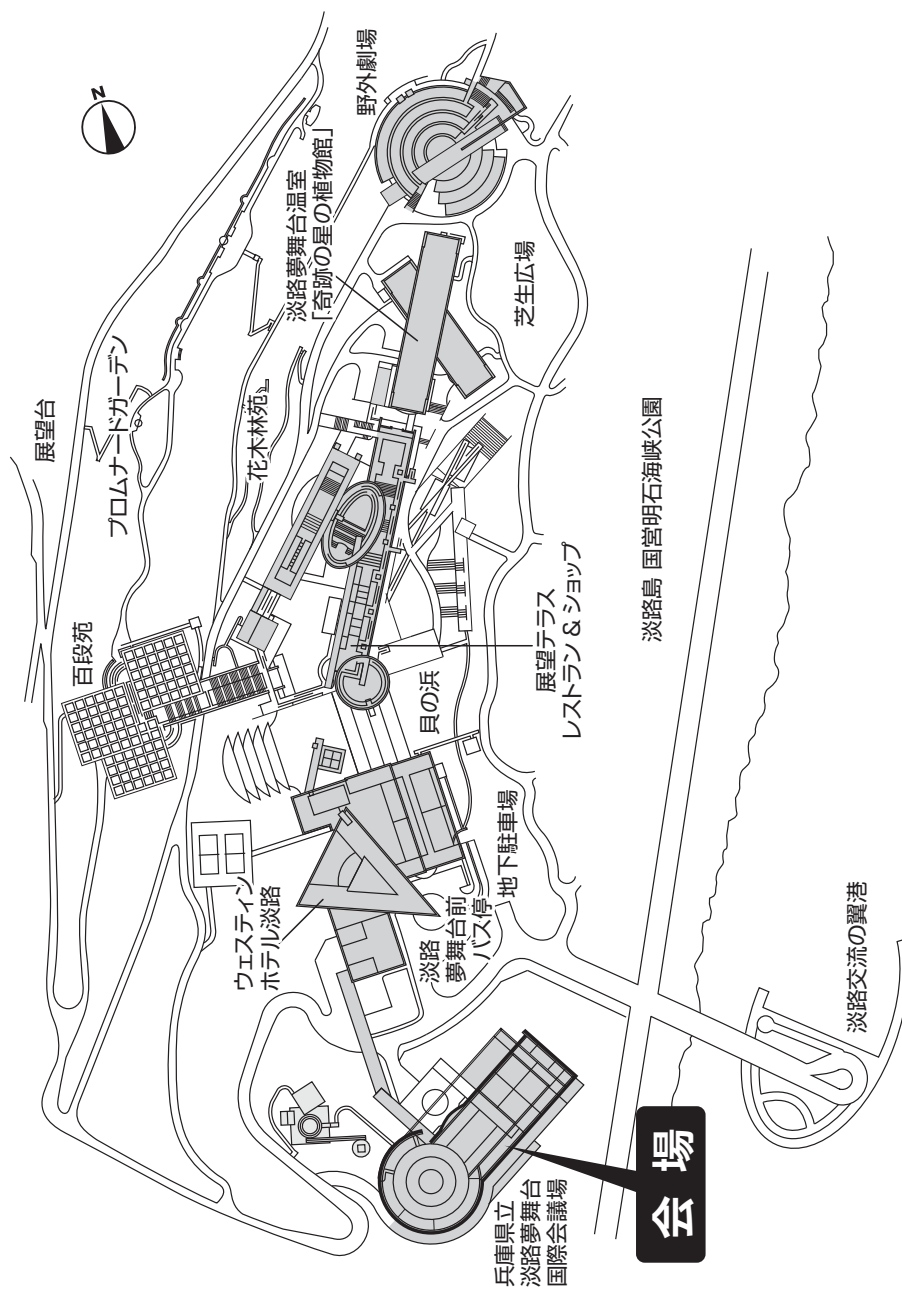 展望台
プロムナードガーデン
百段苑
花木林苑
野外劇場
淡路夢舞台温室
「奇跡の星の植物館」
芝生広場
展望テラス
レストラン & ショップ
貝の浜
ウェスティン
ホテル淡路
淡路
夢舞台前
バス停
地下駐車場
淡路島 国営明石海峡公園
淡路交流の翼港
兵庫県立
淡路夢舞台
国際会議場
会場
N